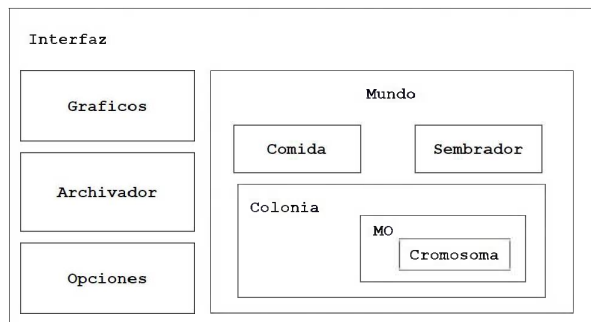 Interfaz
Graficos
Archivador
Opciones
Mundo
Comida
Sembrador
Colonia
MO
Cromosoma